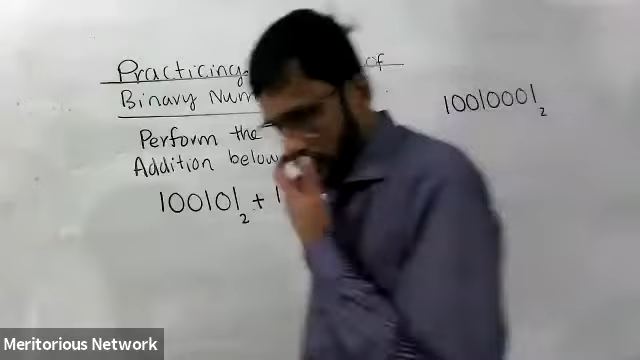 Practicing of
Binary Num
Perform the
Addition below
100101₂ + 1
10010001₂
Meritorious Network